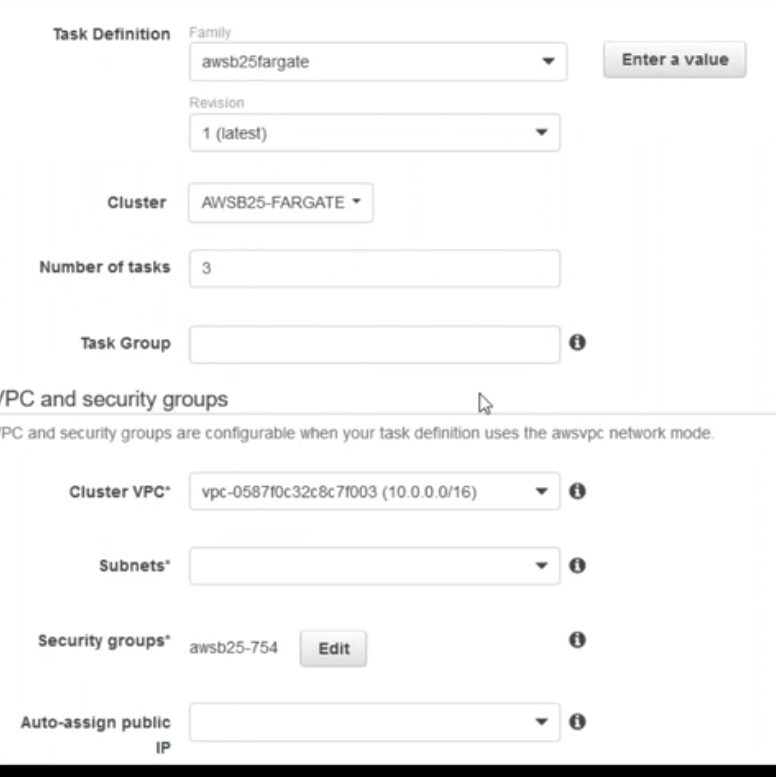 Task Definition
Family
awsb25fargate
Enter a value
Revision
1 (latest)
Cluster
AWSB25-FARGATE
Number of tasks
3
Task Group
VPC and security groups
VPC and security groups are configurable when your task definition uses the awsvpc network mode.
Cluster VPC*
vpc-0587f0c32c8c7f003 (10.0.0.0/16)
Subnets*
Security groups*
awsb25-754
Edit
Auto-assign public
IP